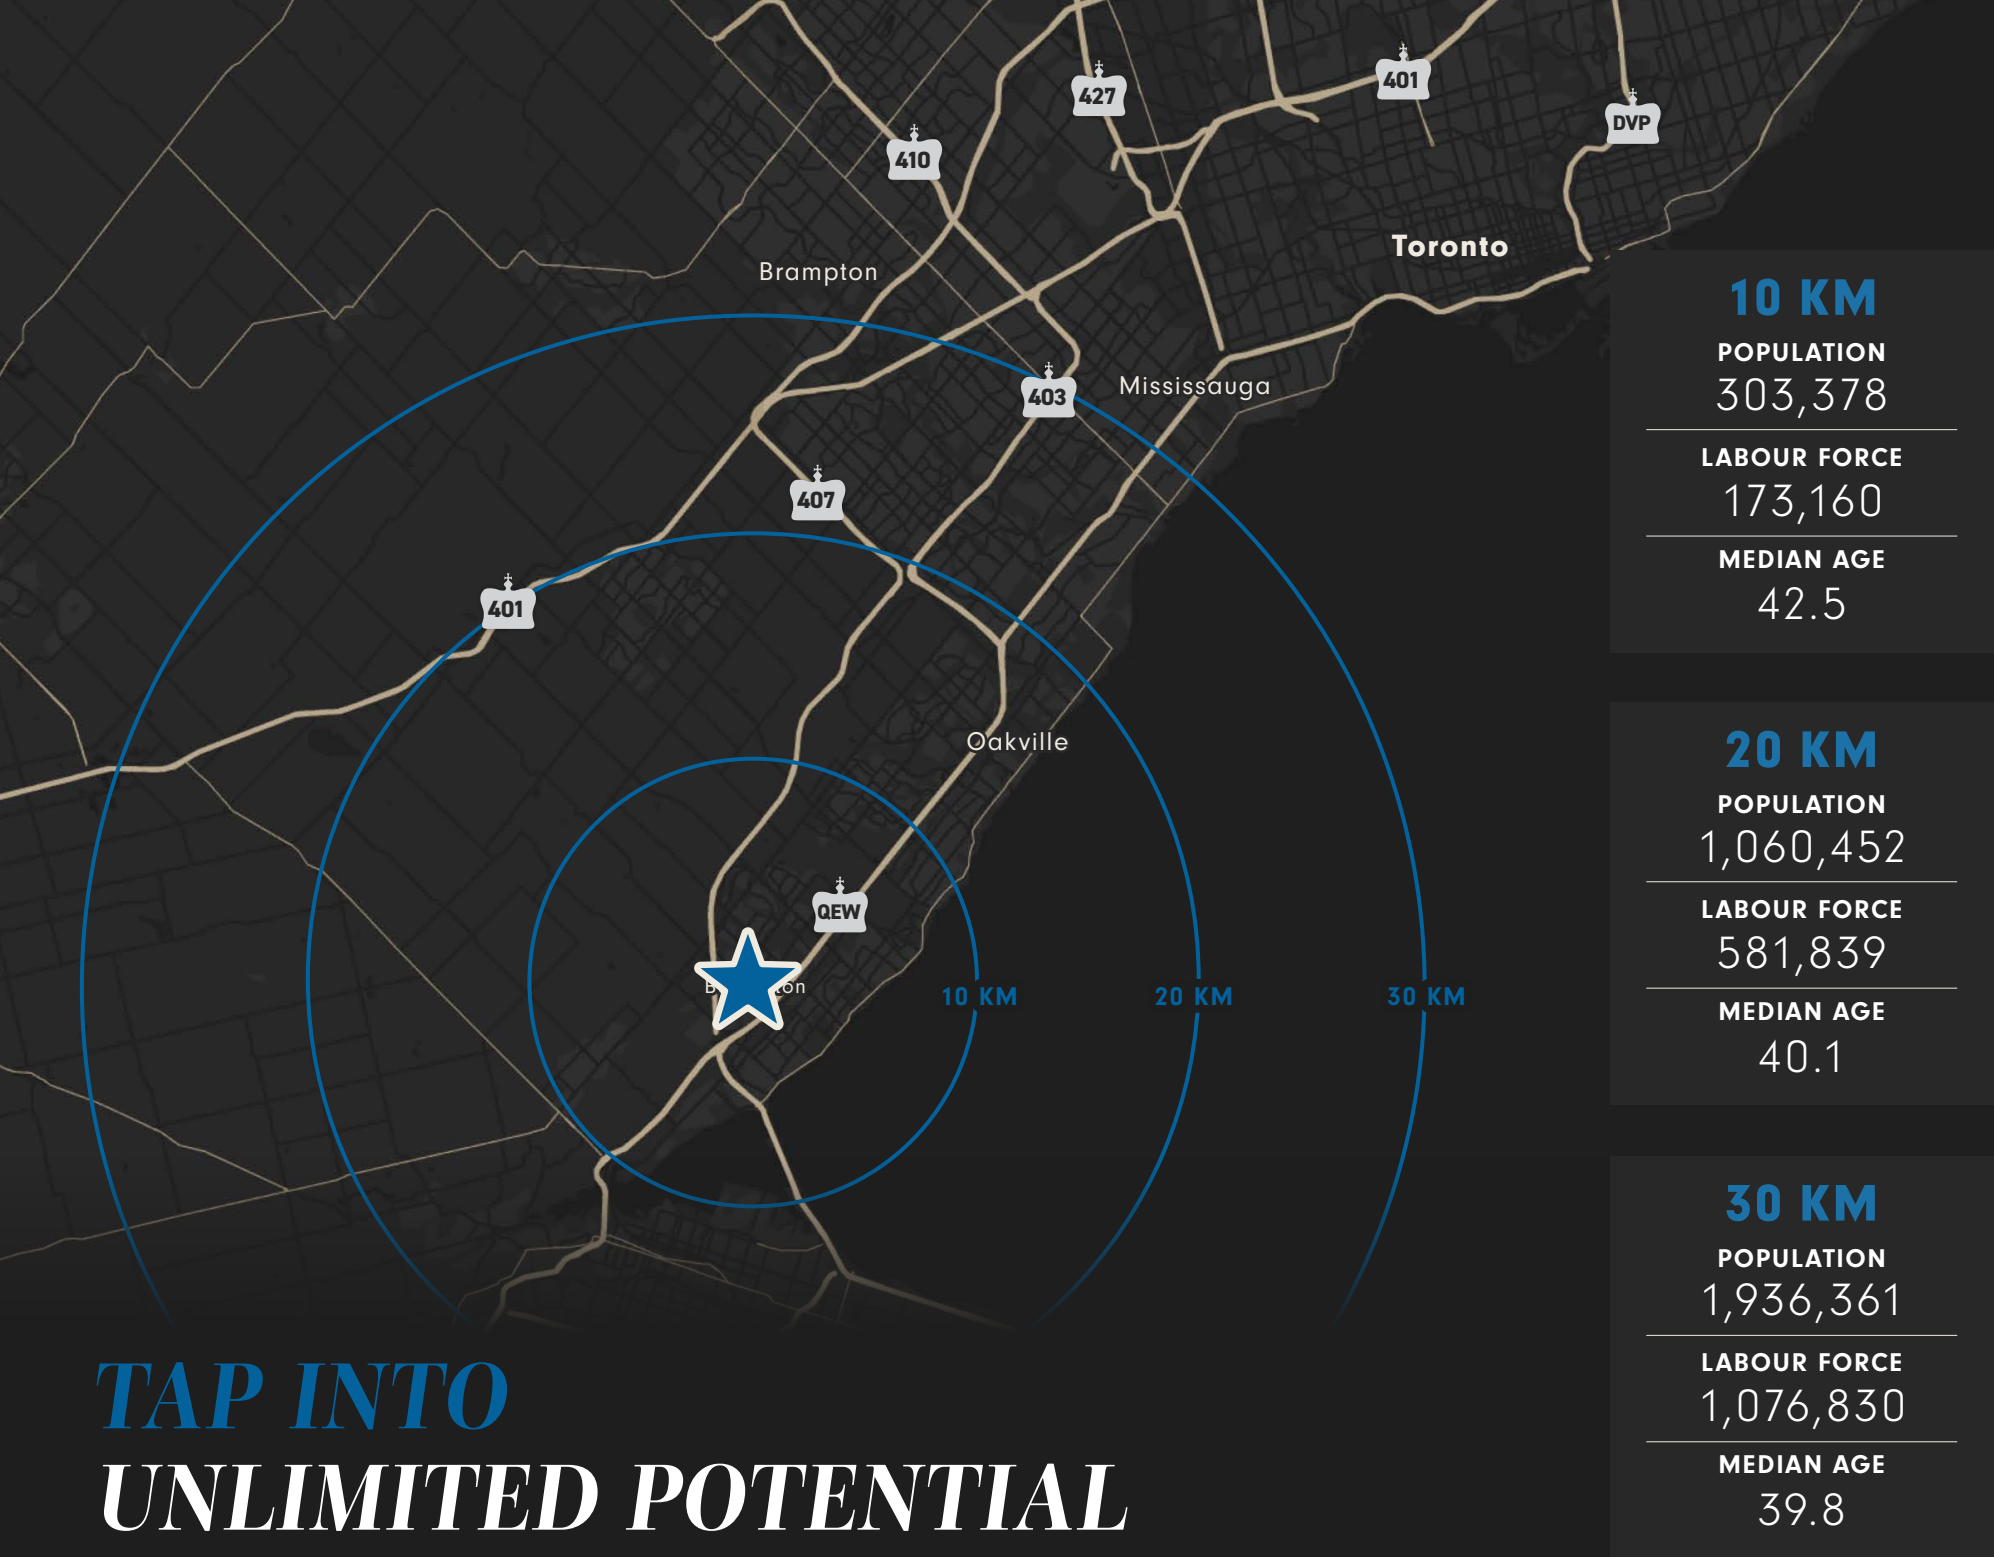 427
401
DVP
410
Toronto
Brampton
403
Mississauga
407
401
Oakville
QEW
10 KM
20 KM
30 KM
10 KM
POPULATION
303,378
LABOUR FORCE
173,160
MEDIAN AGE
42.5
20 KM
POPULATION
1,060,452
LABOUR FORCE
581,839
MEDIAN AGE
40.1
30 KM
POPULATION
1,936,361
LABOUR FORCE
1,076,830
MEDIAN AGE
39.8
TAP INTO
UNLIMITED POTENTIAL